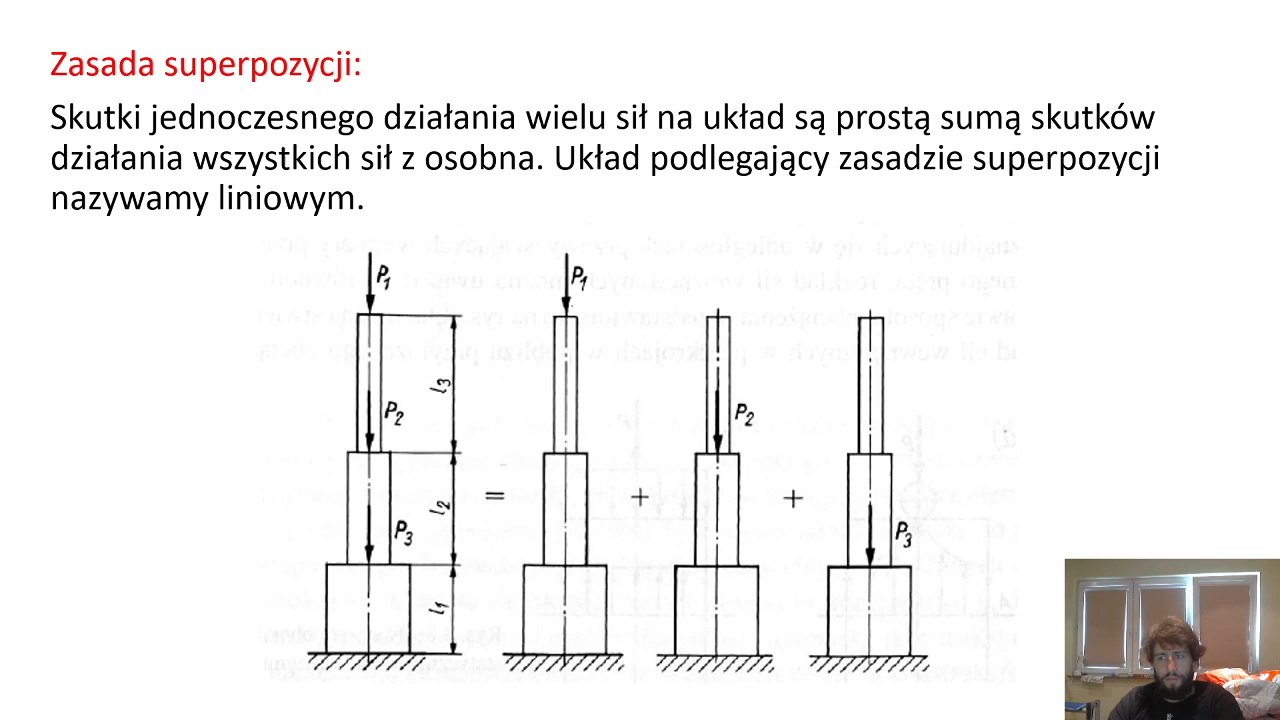 Zasada superpozycji:
Skutki jednoczesnego działania wielu sił na układ są prostą sumą skutków
działania wszystkich sił z osobna. Układ podlegający zasadzie superpozycji
nazywamy liniowym.
P₁
P₁
l₃
P₂
P₂
=
l₂
+
+
P₃
P₃
l₁